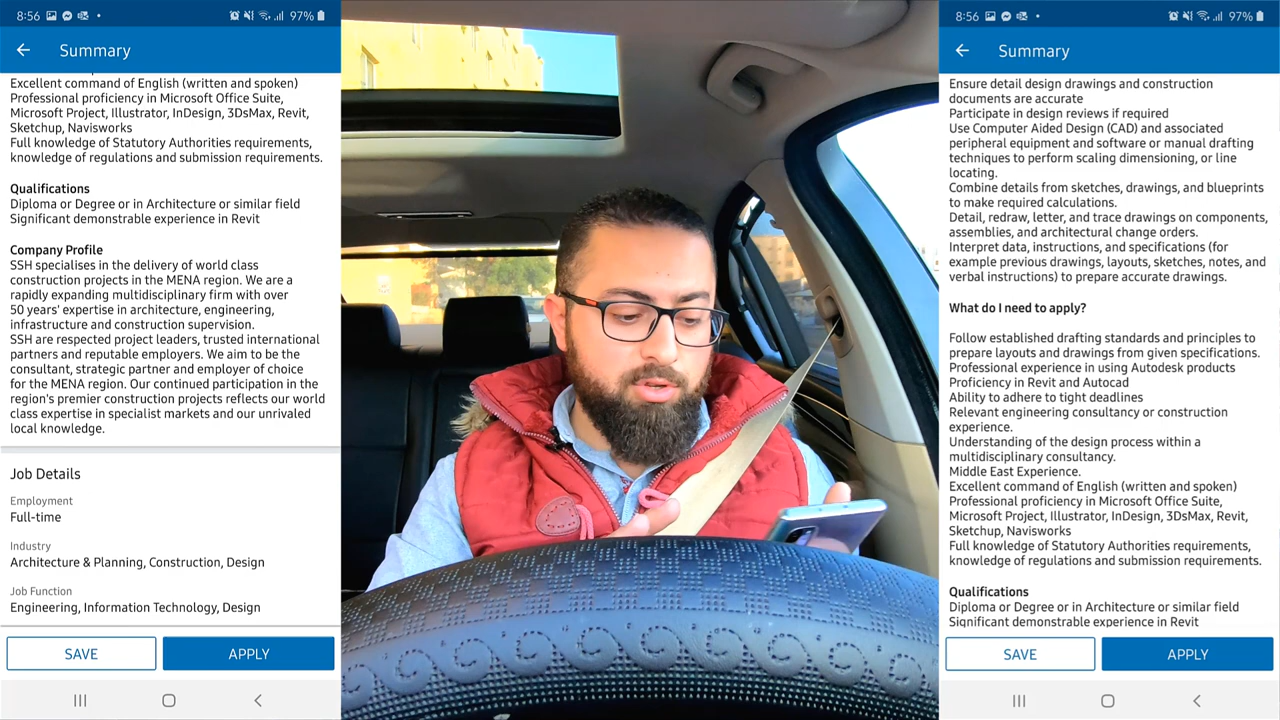 8:56
97%
Summary
Excellent command of English (written and spoken)
Professional proficiency in Microsoft Office Suite,
Microsoft Project, Illustrator, InDesign, 3DsMax, Revit,
Sketchup, Navisworks
Full knowledge of Statutory Authorities requirements,
knowledge of regulations and submission requirements.
Qualifications
Diploma or Degree or in Architecture or similar field
Significant demonstrable experience in Revit
Company Profile
SSH specialises in the delivery of world class
construction projects in the MENA region. We are a
rapidly expanding multidisciplinary firm with over
50 years' expertise in architecture, engineering,
infrastructure and construction supervision.
SSH are respected project leaders, trusted international
partners and reputable employers. We aim to be the
consultant, strategic partner and employer of choice
for the MENA region. Our continued participation in the
region's premier construction projects reflects our world
class expertise in specialist markets and our unrivaled
local knowledge.
Job Details
Employment
Full-time
Industry
Architecture & Planning, Construction, Design
Job Function
Engineering, Information Technology, Design
SAVE
APPLY
8:56
97%
Summary
Ensure detail design drawings and construction
documents are accurate
Participate in design reviews if required
Use Computer Aided Design (CAD) and associated
peripheral equipment and software or manual drafting
techniques to perform scaling dimensioning, or line
locating.
Combine details from sketches, drawings, and blueprints
to make required calculations.
Detail, redraw, letter, and trace drawings on components,
assemblies, and architectural change orders.
Interpret data, instructions, and specifications (for
example previous drawings, layouts, sketches, notes, and
verbal instructions) to prepare accurate drawings.
What do I need to apply?
Follow established drafting standards and principles to
prepare layouts and drawings from given specifications.
Professional experience in using Autodesk products
Proficiency in Revit and Autocad
Ability to adhere to tight deadlines
Relevant engineering consultancy or construction
experience.
Understanding of the design process within a
multidisciplinary consultancy.
Middle East Experience.
Excellent command of English (written and spoken)
Professional proficiency in Microsoft Office Suite,
Microsoft Project, Illustrator, InDesign, 3DsMax, Revit,
Sketchup, Navisworks
Full knowledge of Statutory Authorities requirements,
knowledge of regulations and submission requirements.
Qualifications
Diploma or Degree or in Architecture or similar field
Significant demonstrable experience in Revit
SAVE
APPLY